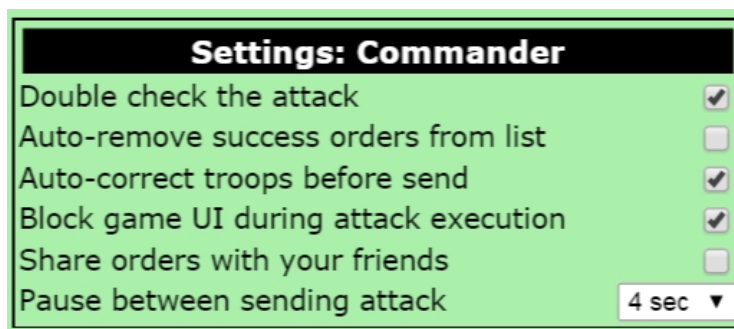 Settings: Commander
Double check the attack
Auto-remove success orders from list
Auto-correct troops before send
Block game UI during attack execution
Share orders with your friends
Pause between sending attack 4 sec